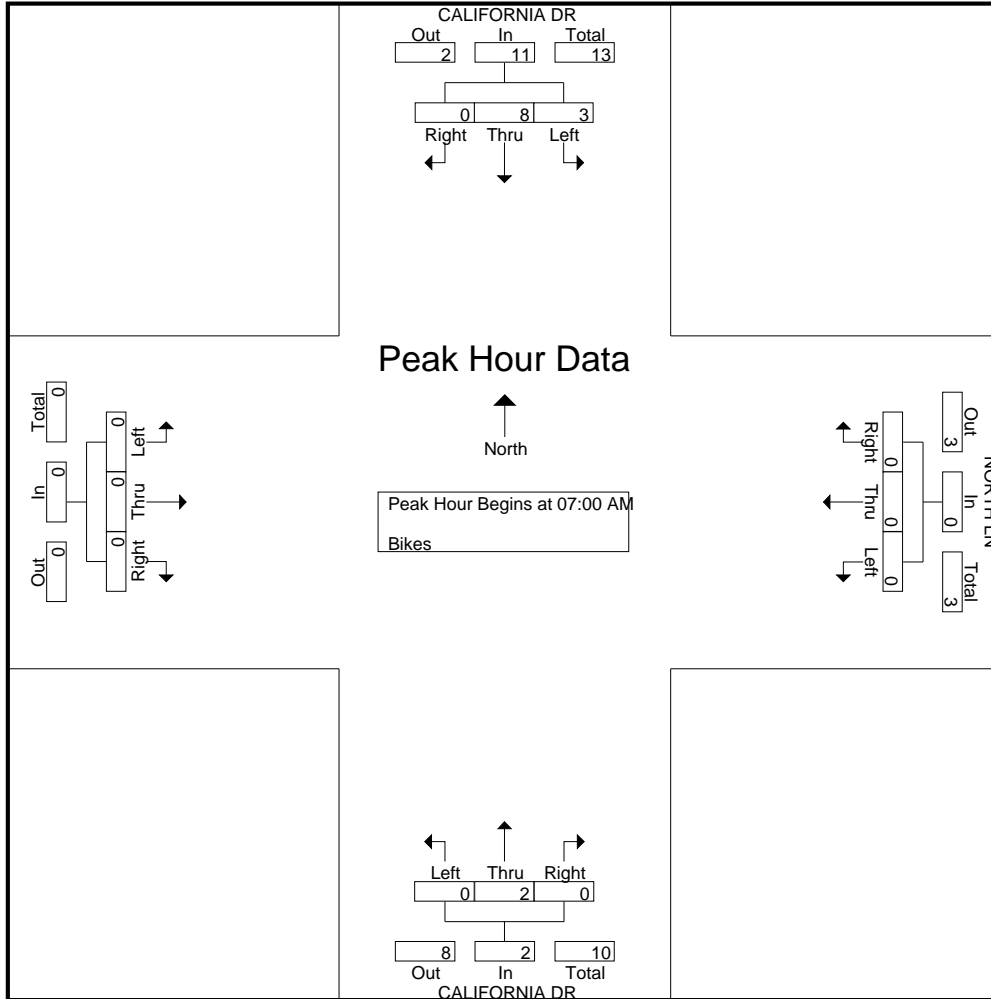 CALIFORNIA DR
Out In Total
2 11 13
0 8 3
Right Thru Left
Peak Hour Data
North
Peak Hour Begins at 07:00 AM
Bikes
Total In Out
0 0 0
0 0 0
Left Thru Right
Right Thru Left
0 0 0
Out In Total
3 0 3
NORTH LN
Left Thru Right
0 2 0
8 2 10
Out In Total
CALIFORNIA DR